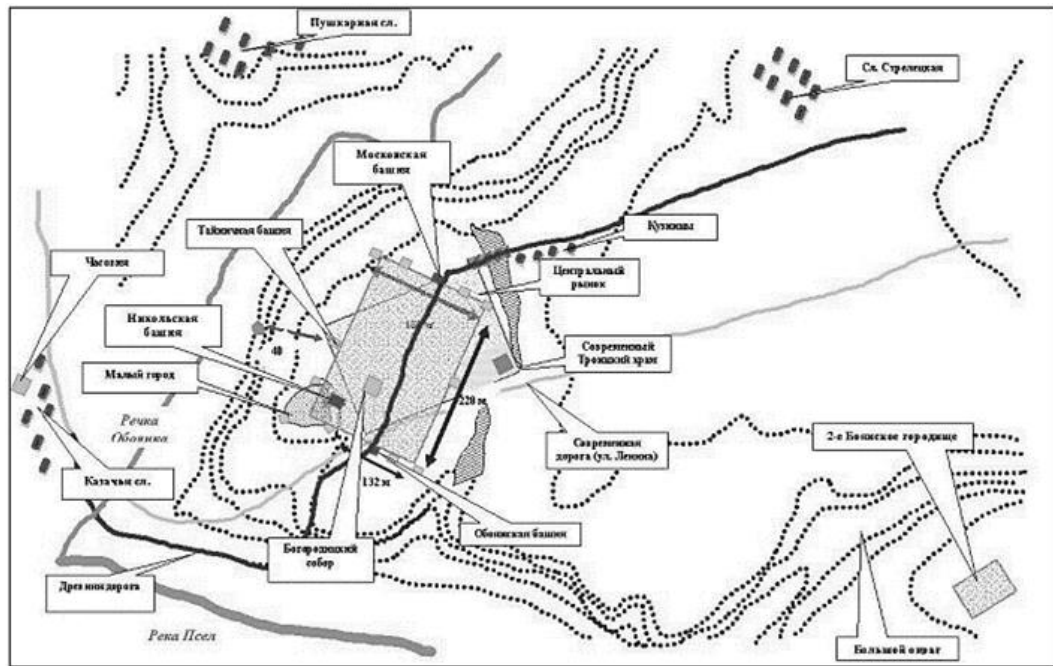 Пушкарная сл.
Сл. Стрелецкая
Московская
башня
Тайничная башня
Кузницы
Часовня
Центральный
рынок
Никольская
башня
40
Современный
Троицкий храм
Малый город
228 м
Речка
Обоянка
2-е Боянское городище
Современная
дорога (ул. Ленина)
Казачья сл.
132 м
Обоянская башня
Богородицкий
собор
Древняя дорога
Река Псел
Большой овраг